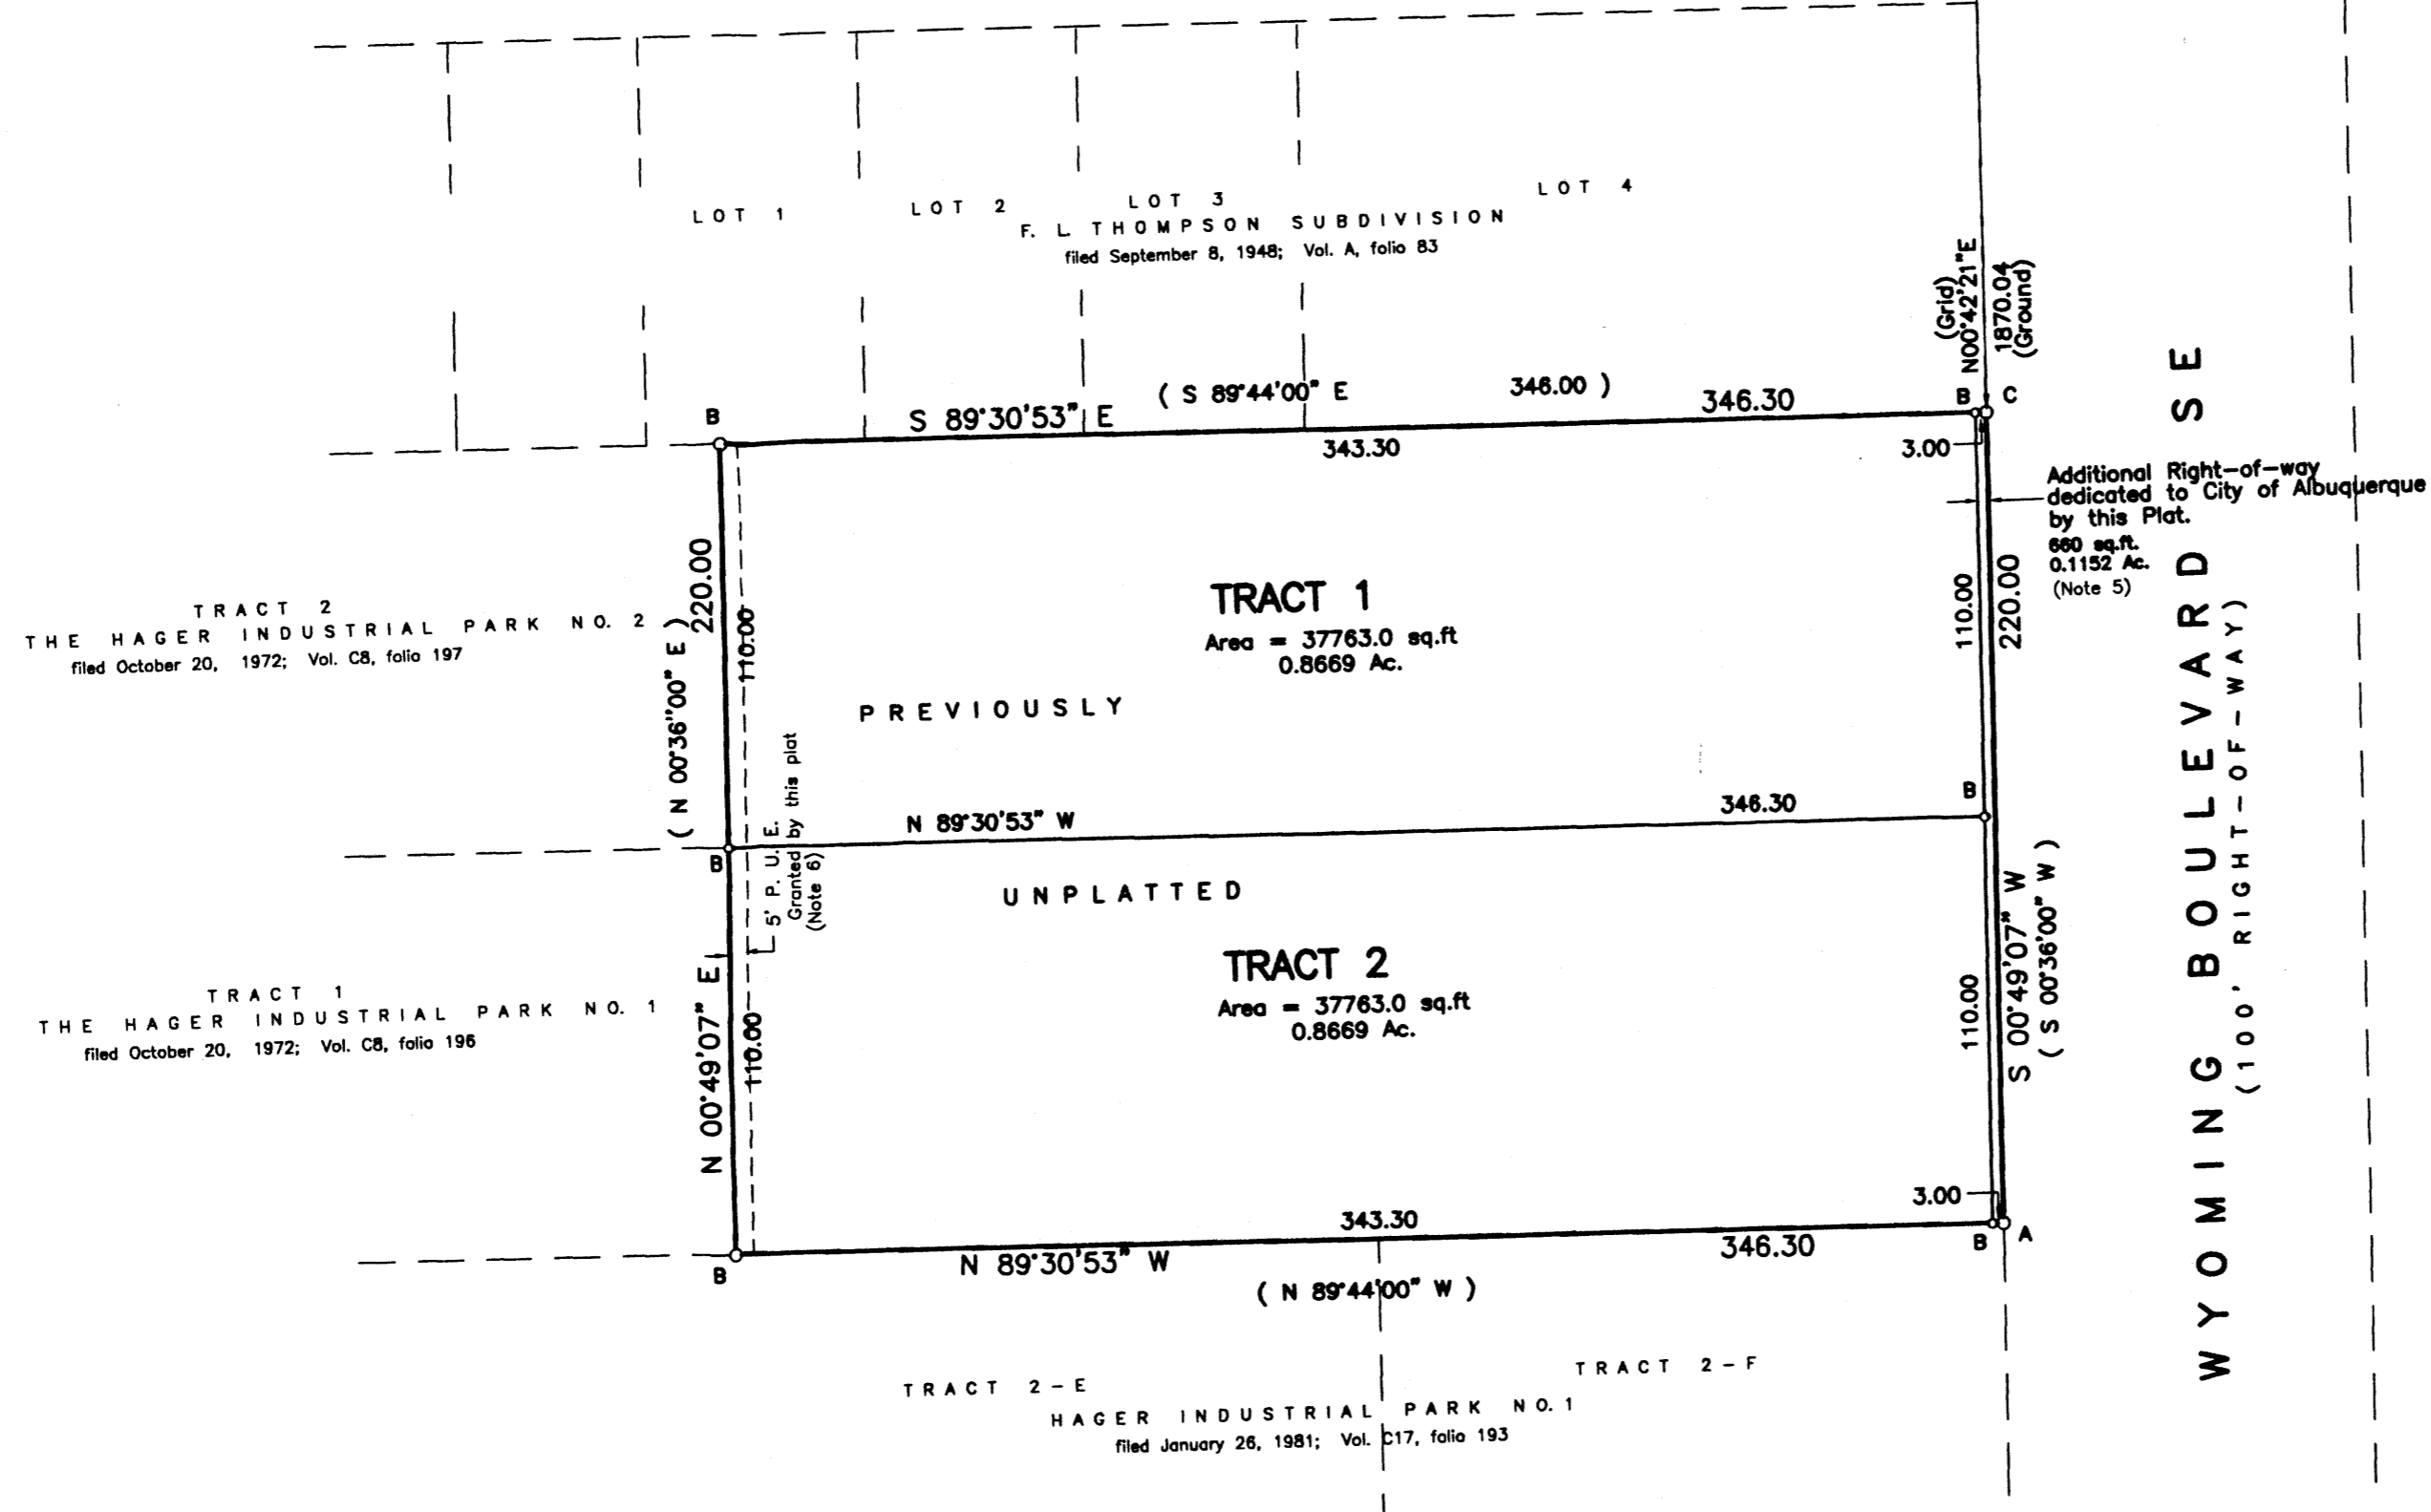 LOT 1
LOT 2
LOT 3
LOT 4
F. L. THOMPSON SUBDIVISION
filed September 8, 1948; Vol. A, folio 83
(Grid)
N00°42'21"E
1870.04
(Ground)
B
S 89°30'53" E
( S 89°44'00" E 346.00 )
346.30
B
C
343.30
3.00
Additional Right-of-way
dedicated to City of Albuquerque
by this Plat.
660 sq.ft.
0.1152 Ac.
(Note 5)
TRACT 2
THE HAGER INDUSTRIAL PARK NO. 2
filed October 20, 1972; Vol. C8, folio 197
( N 00°36"00" E )
220.00
110.00
TRACT 1
Area = 37763.0 sq.ft
0.8669 Ac.
110.00
220.00
PREVIOUSLY
B
N 89°30'53" W
346.30
B
5' P. U. E.
Granted by this plat
(Note 6)
UNPLATTED
TRACT 1
THE HAGER INDUSTRIAL PARK NO. 1
filed October 20, 1972; Vol. C8, folio 196
N 00°49'07" E
110.00
TRACT 2
Area = 37763.0 sq.ft
0.8669 Ac.
110.00
S 00°49'07" W
( S 00°36'00" W )
WYOMING BOULEVARD SE
(100' RIGHT-OF-WAY)
3.00
343.30
B
N 89°30'53" W
346.30
B
A
( N 89°44'00" W )
TRACT 2-E
TRACT 2-F
HAGER INDUSTRIAL PARK NO. 1
filed January 26, 1981; Vol. C17, folio 193